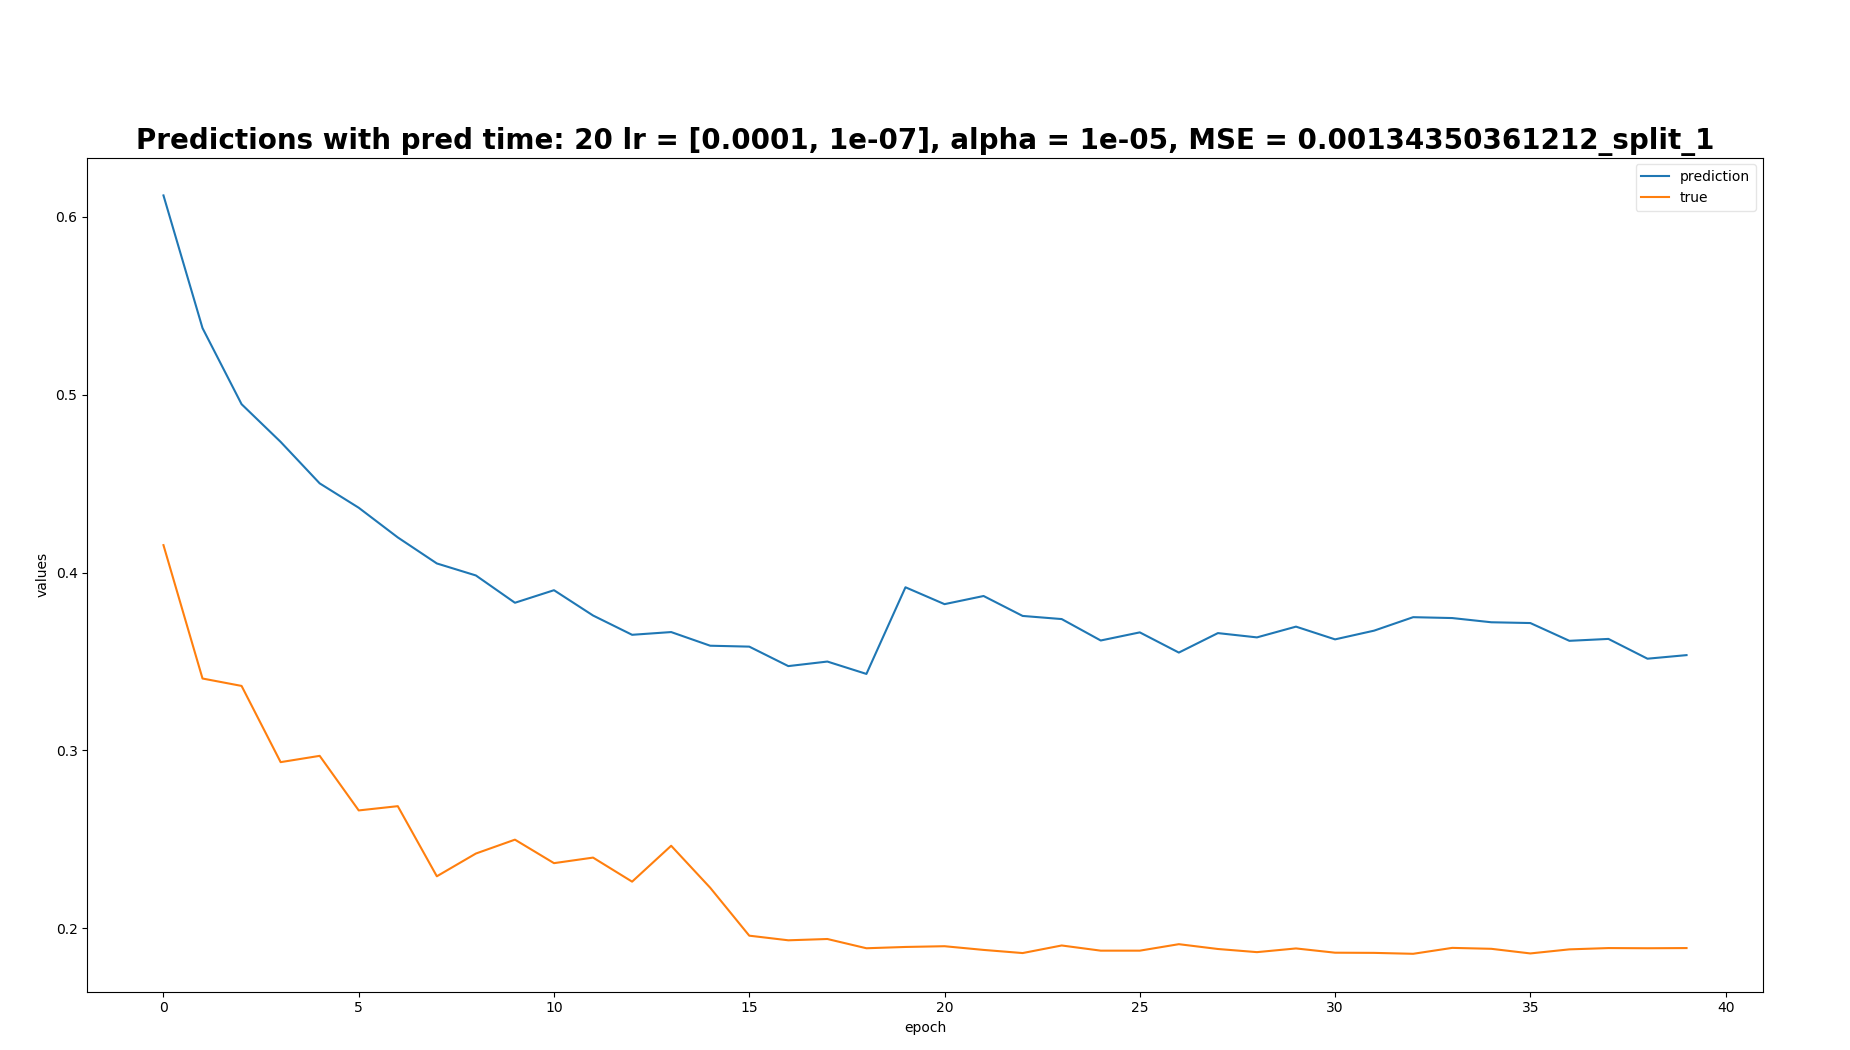 Predictions with pred time: 20 lr = [0.0001, 1e-07], alpha = 1e-05, MSE = 0.00134350361212_split_1
prediction
true
0.6
0.5
0.4
0.3
0.2
values
0 5 10 15 20 25 30 35 40
epoch